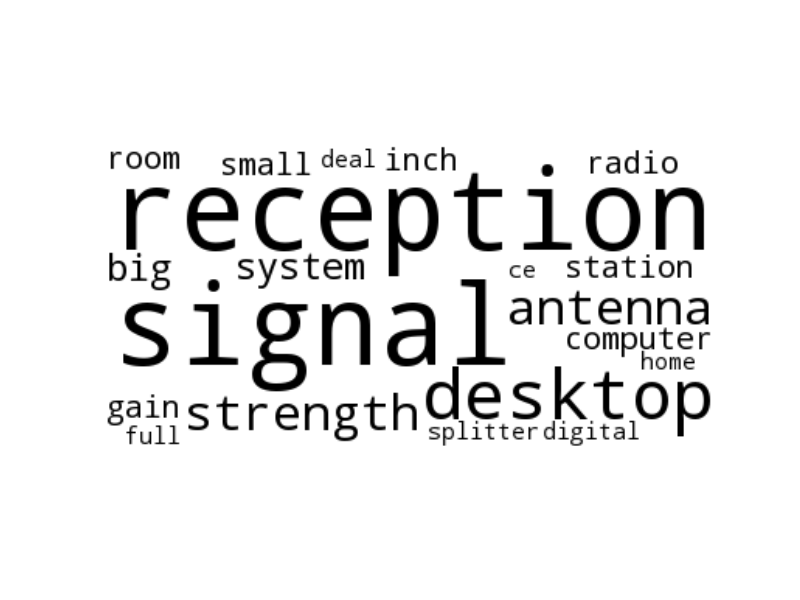 room small deal inch radio
reception
big system ce station
signal antenna
computer
home
gain strength desktop
full splitter digital